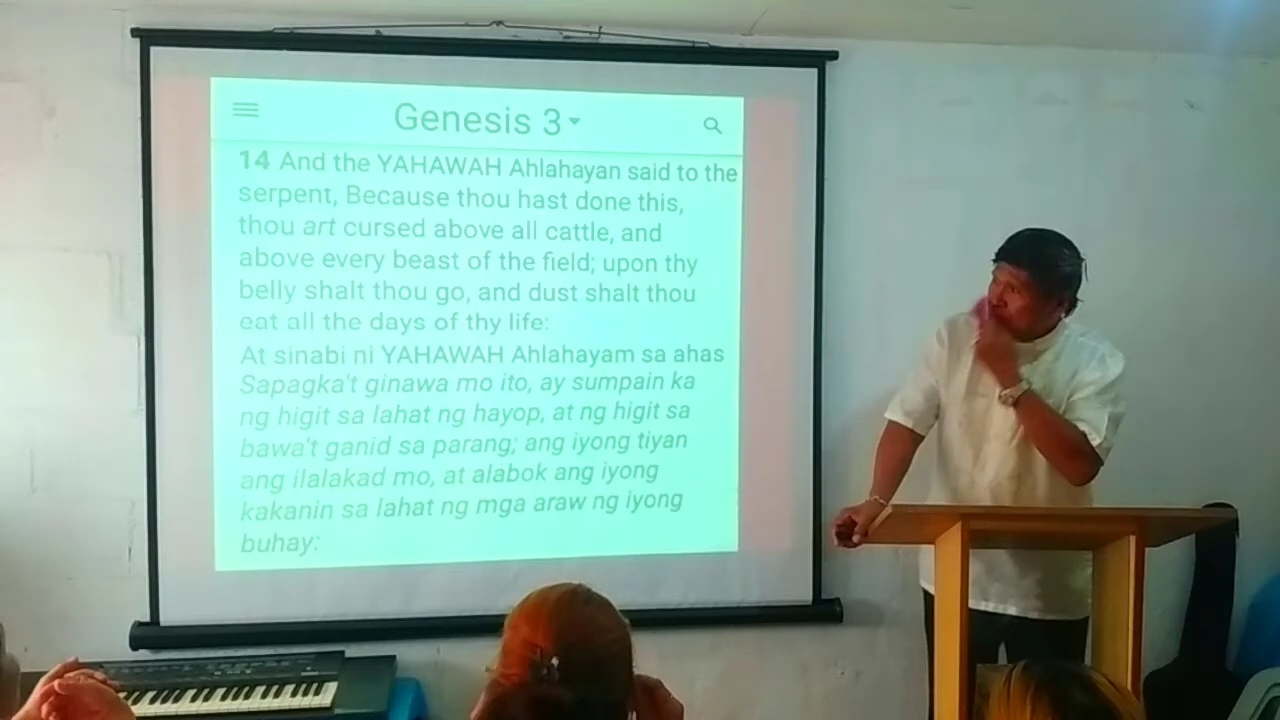 Genesis 3
14 And the YAHAWAH Ahlahayan said to the
serpent, Because thou hast done this,
thou art cursed above all cattle, and
above every beast of the field; upon thy
belly shalt thou go, and dust shalt thou
eat all the days of thy life:
At sinabi ni YAHAWAH Ahlahayam sa ahas
Sapagka't ginawa mo ito, ay sumpain ka
ng higit sa lahat ng hayop, at ng higit sa
bawa't ganid sa parang; ang iyong tiyan
ang ilalakad mo, at alabok ang iyong
kakanin sa lahat ng mga araw ng iyong
buhay: